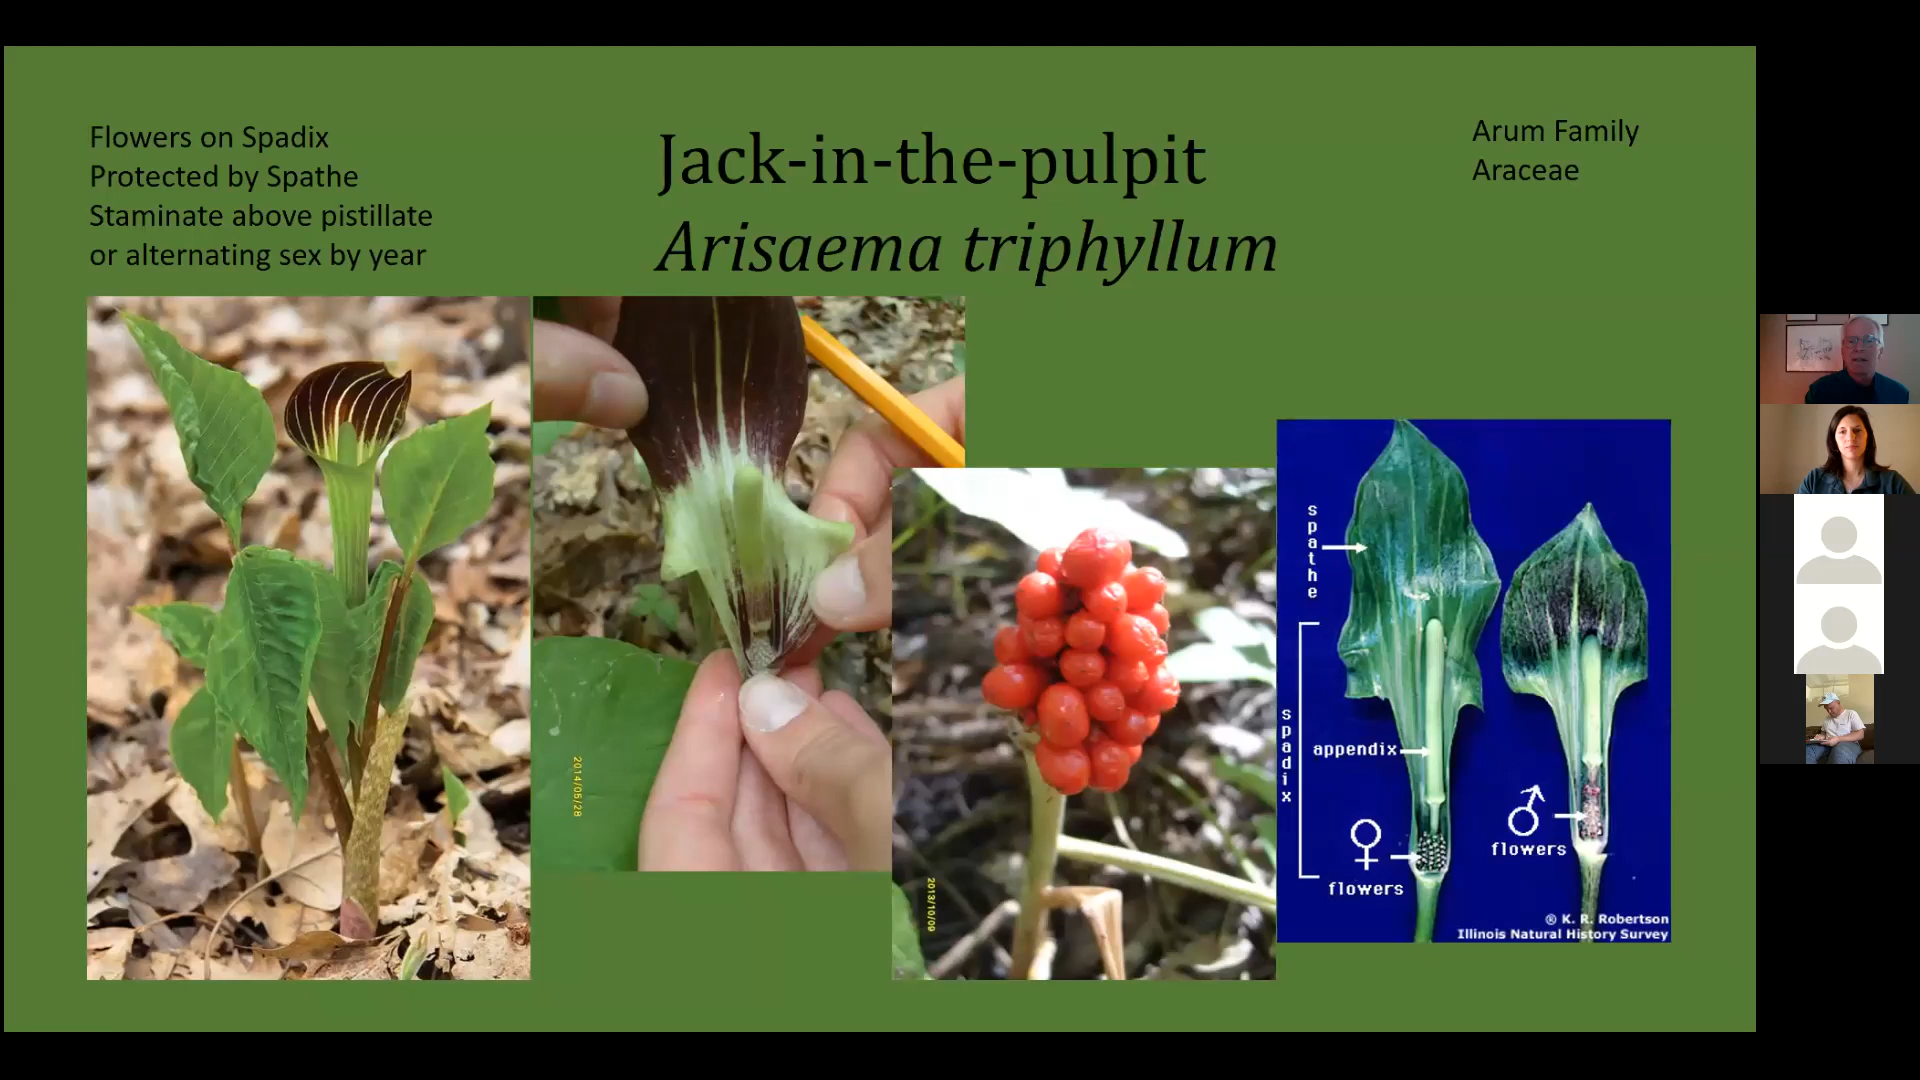 Flowers on Spadix
Protected by Spathe
Staminate above pistillate
or alternating sex by year
Jack-in-the-pulpit
Arisaema triphyllum
Arum Family
Araceae
2014/05/28
2013/10/09
spathe
spadix
appendix
♀
flowers
♂
flowers
® K. R. Robertson
Illinois Natural History Survey